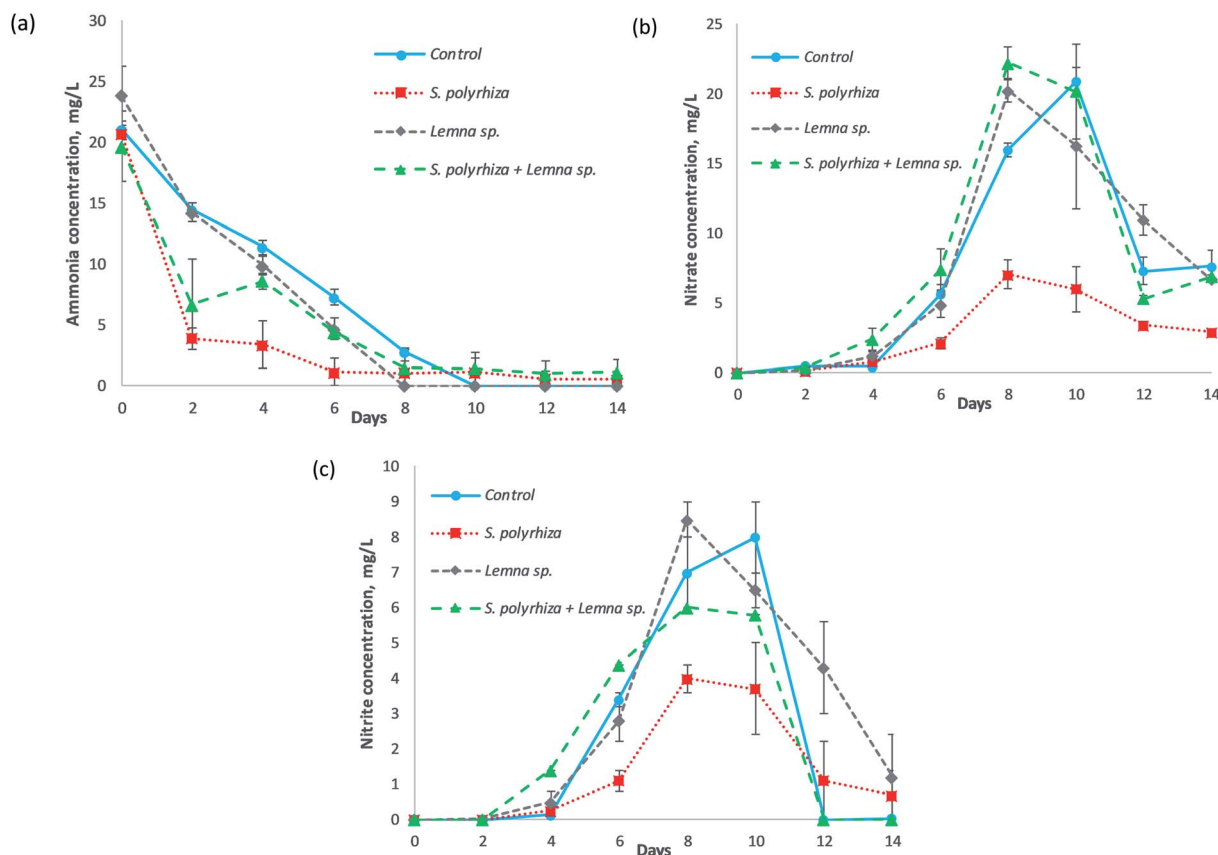 (a)
30
25
20
15
10
5
0
Ammonia concentration, mg/L
Control
S. polyrhiza
Lemna sp.
S. polyrhiza + Lemna sp.
0 2 4 6 8 10 12 14
Days
(b)
25
20
15
10
5
0
Nitrate concentration, mg/L
Control
S. polyrhiza
Lemna sp.
S. polyrhiza + Lemna sp.
0 2 4 6 8 10 12 14
Days
(c)
10
9
8
7
6
5
4
3
2
1
0
Nitrite concentration, mg/L
Control
S. polyrhiza
Lemna sp.
S. polyrhiza + Lemna sp.
0 2 4 6 8 10 12 14
Days